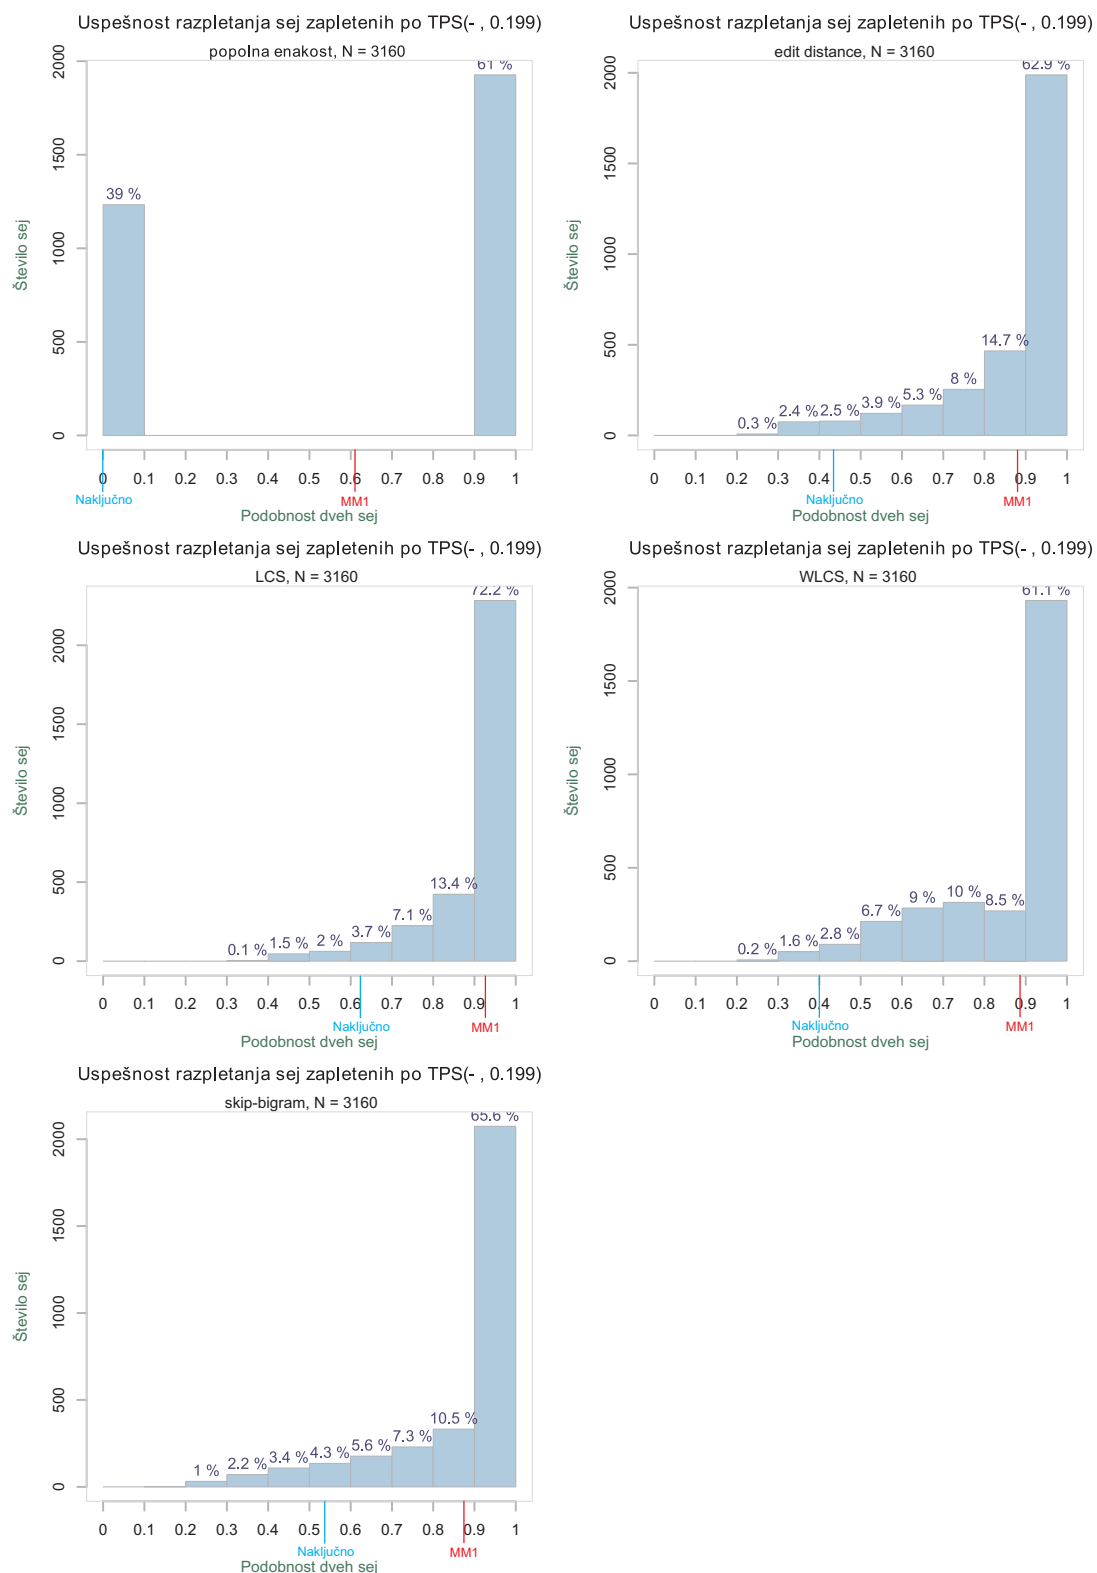 Uspešnost razpletanja sej zapletenih po TPS(- , 0.199)
popolna enakost, N = 3160
61 %
39 %
2000
1500
1000
500
0
Število sej
0 0.1 0.2 0.3 0.4 0.5 0.6 0.7 0.8 0.9 1
Naključno MM1
Podobnost dveh sej
Uspešnost razpletanja sej zapletenih po TPS(- , 0.199)
edit distance, N = 3160
62.9 %
14.7 %
8 %
5.3 %
3.9 %
2.5 %
2.4 %
0.3 %
2000
1500
1000
500
0
Število sej
0 0.1 0.2 0.3 0.4 0.5 0.6 0.7 0.8 0.9 1
Naključno MM1
Podobnost dveh sej
Uspešnost razpletanja sej zapletenih po TPS(- , 0.199)
LCS, N = 3160
72.2 %
13.4 %
7.1 %
3.7 %
2 %
1.5 %
0.1 %
2000
1500
1000
500
0
Število sej
0 0.1 0.2 0.3 0.4 0.5 0.6 0.7 0.8 0.9 1
Naključno MM1
Podobnost dveh sej
Uspešnost razpletanja sej zapletenih po TPS(- , 0.199)
WLCS, N = 3160
61.1 %
8.5 %
10 %
9 %
6.7 %
2.8 %
1.6 %
0.2 %
2000
1500
1000
500
0
Število sej
0 0.1 0.2 0.3 0.4 0.5 0.6 0.7 0.8 0.9 1
Naključno MM1
Podobnost dveh sej
Uspešnost razpletanja sej zapletenih po TPS(- , 0.199)
skip-bigram, N = 3160
65.6 %
10.5 %
7.3 %
5.6 %
4.3 %
3.4 %
2.2 %
1 %
2000
1500
1000
500
0
Število sej
0 0.1 0.2 0.3 0.4 0.5 0.6 0.7 0.8 0.9 1
Naključno MM1
Podobnost dveh sej